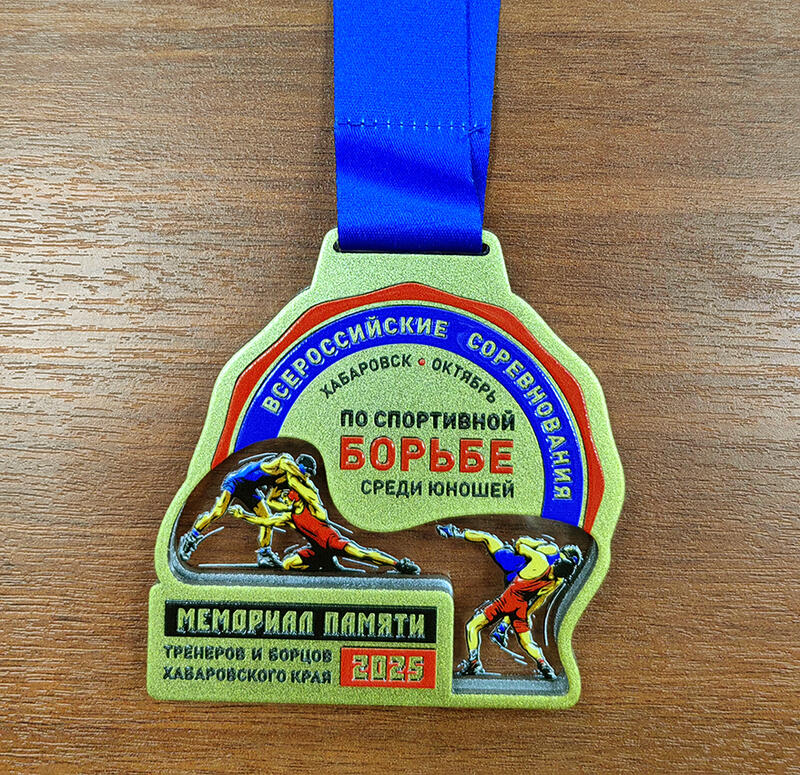 ВСЕРОССИЙСКИЕ СОРЕВНОВАНИЯ
ХАБАРОВСК • ОКТЯБРЬ
ПО СПОРТИВНОЙ
БОРЬБЕ
СРЕДИ ЮНОШЕЙ
МЕМОРИАЛ ПАМЯТИ
ТРЕНЕРОВ И БОРЦОВ
ХАБАРОВСКОГО КРАЯ
2025